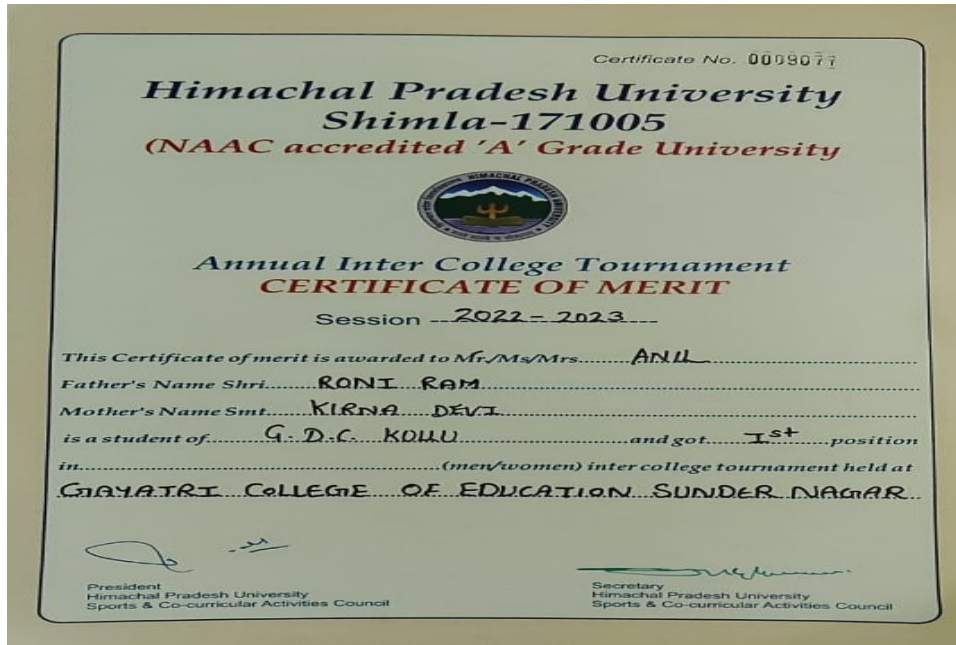 Certificate No. 0009077
Himachal Pradesh University
Shimla-171005
(NAAC accredited 'A' Grade University
HIMACHAL PRADESH UNIVERSITY
Annual Inter College Tournament
CERTIFICATE OF MERIT
Session 2022-2023
This Certificate of merit is awarded to Mr./Ms/Mrs. ANIL
Father's Name Shri RONI RAM
Mother's Name Smt. KIRNA DEVI
is a student of G.D.C. KULLU and got Ist position
in (men/women) inter college tournament held at
GAYATRI COLLEGE OF EDUCATION SUNDER NAGAR
President
Himachal Pradesh University
Sports & Co-curricular Activities Council
Secretary
Himachal Pradesh University
Sports & Co-curricular Activities Council